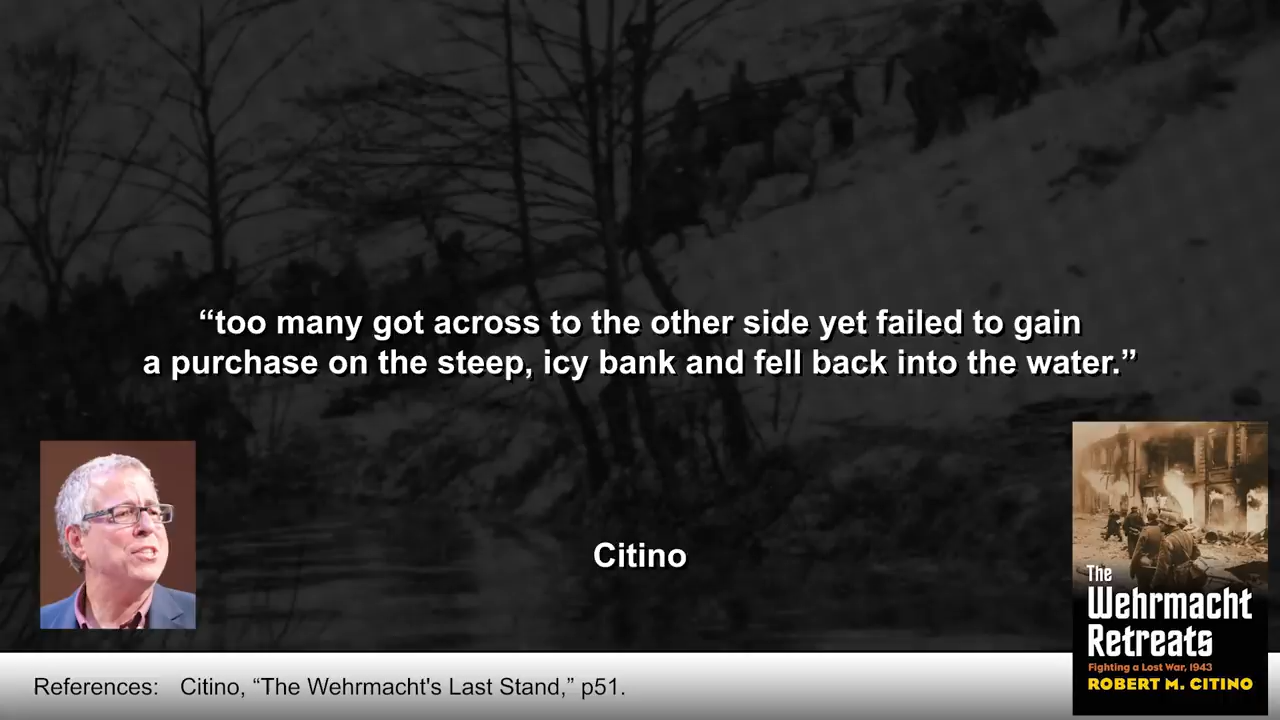 “too many got across to the other side yet failed to gain
a purchase on the steep, icy bank and fell back into the water.”
Citino
The
Wehrmacht
Retreats
Fighting a Lost War, 1943
ROBERT M. CITINO
References: Citino, “The Wehrmacht's Last Stand,” p51.